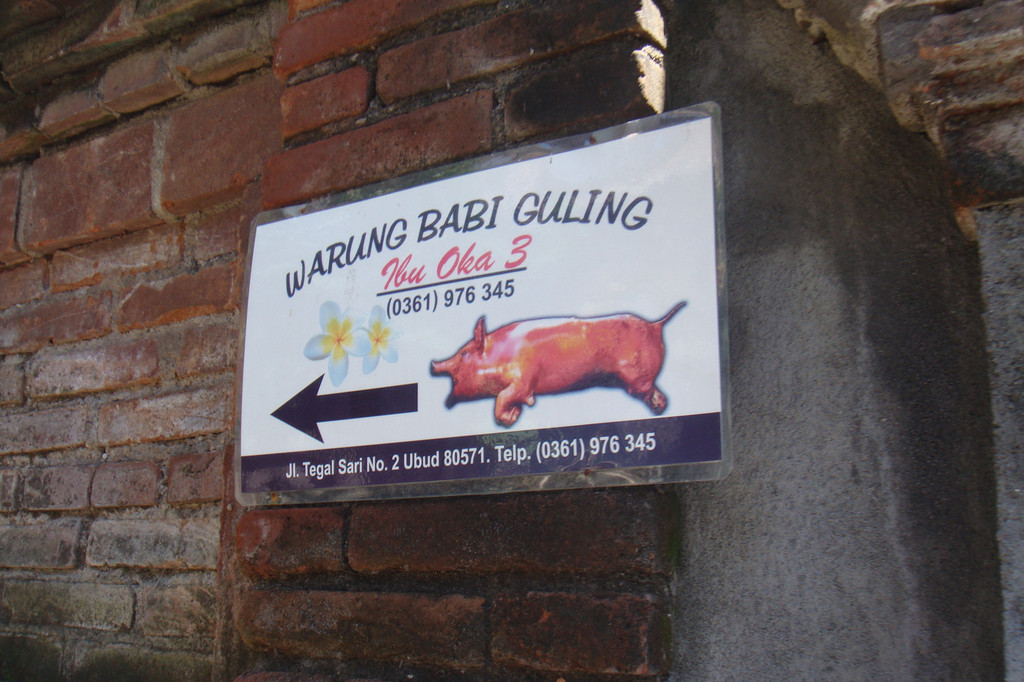 WARUNG BABI GULING
Ibu Oka 3
(0361) 976 345
Jl. Tegal Sari No. 2 Ubud 80571. Telp. (0361) 976 345